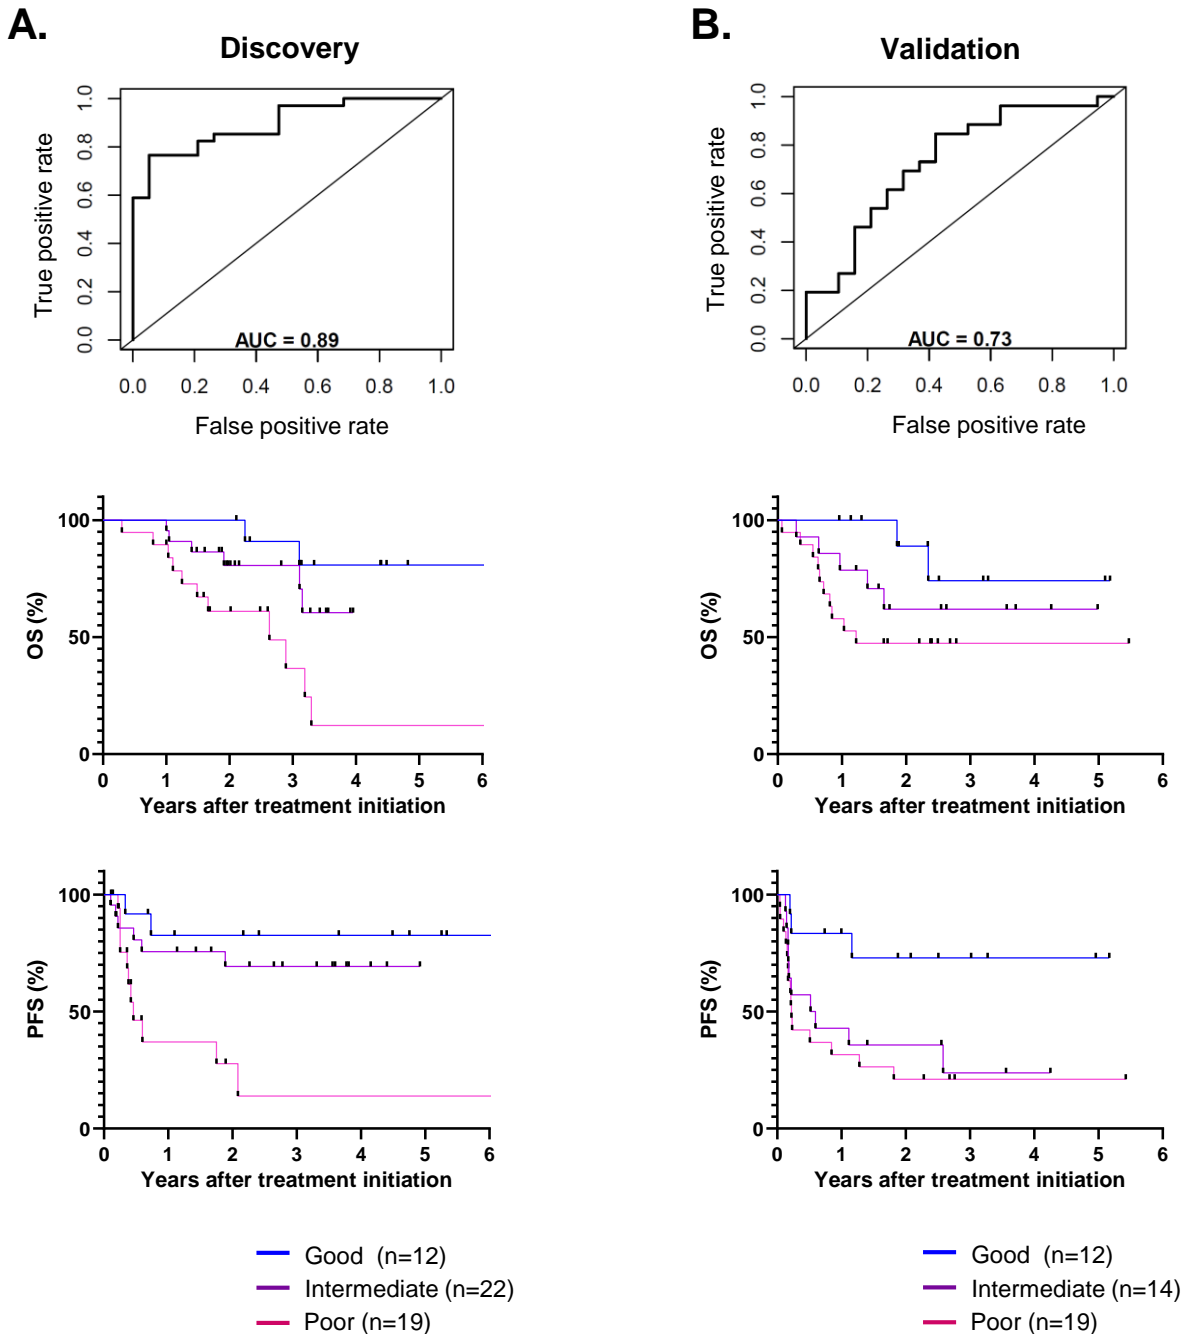 A.
Discovery
True positive rate
1.0
0.8
0.6
0.4
0.2
0.0
AUC = 0.89
0.0 0.2 0.4 0.6 0.8 1.0
False positive rate
OS (%)
100
50
0
0 1 2 3 4 5 6
Years after treatment initiation
PFS (%)
100
50
0
0 1 2 3 4 5 6
Years after treatment initiation
Good (n=12)
Intermediate (n=22)
Poor (n=19)
B.
Validation
True positive rate
1.0
0.8
0.6
0.4
0.2
0.0
AUC = 0.73
0.0 0.2 0.4 0.6 0.8 1.0
False positive rate
OS (%)
100
50
0
0 1 2 3 4 5 6
Years after treatment initiation
PFS (%)
100
50
0
0 1 2 3 4 5 6
Years after treatment initiation
Good (n=12)
Intermediate (n=14)
Poor (n=19)